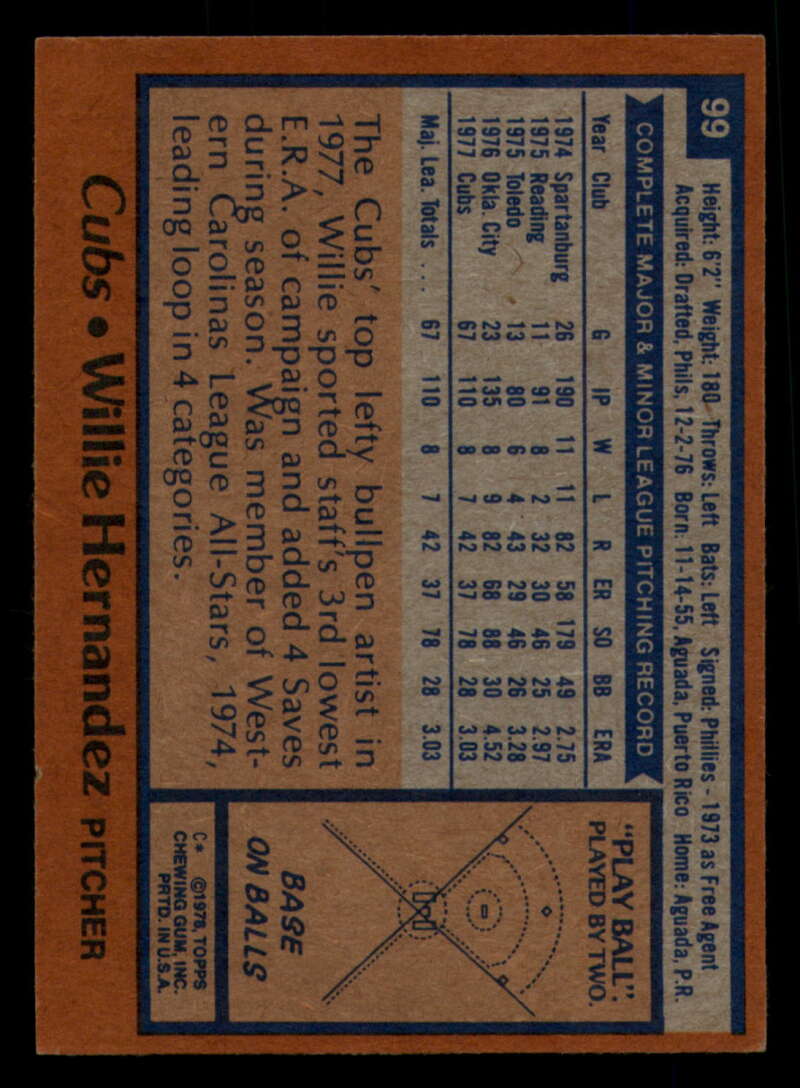 99
Height: 6'2" Weight: 180 Throws: Left Bats: Left Signed: Phillies - 1973 as Free Agent
Acquired: Drafted, Phils, 12-2-76 Born: 11-14-55, Aguada, Puerto Rico Home: Aguada, P.R.
COMPLETE MAJOR & MINOR LEAGUE PITCHING RECORD
Year Club G IP W L R ER SO BB ERA
1974 Spartanburg 26 190 11 11 82 58 179 49 2.75
1975 Reading 11 91 8 2 32 30 46 25 2.97
1975 Toledo 13 80 6 4 43 29 46 26 3.28
1976 Okla. City 23 135 8 9 82 68 88 30 4.52
1977 Cubs 67 110 8 7 42 37 78 28 3.03
Maj. Lea. Totals ... 67 110 8 7 42 37 78 28 3.03
The Cubs' top lefty bullpen artist in
1977, Willie sported staff's 3rd lowest
E.R.A. of campaign and added 4 Saves
during season. Was member of West-
ern Carolinas League All-Stars, 1974,
leading loop in 4 categories.
"PLAY BALL".
PLAYED BY TWO.
BASE
ON BALLS
C* ©1978, TOPPS
CHEWING GUM, INC.
PRTD. IN U.S.A.
Cubs • Willie Hernandez PITCHER